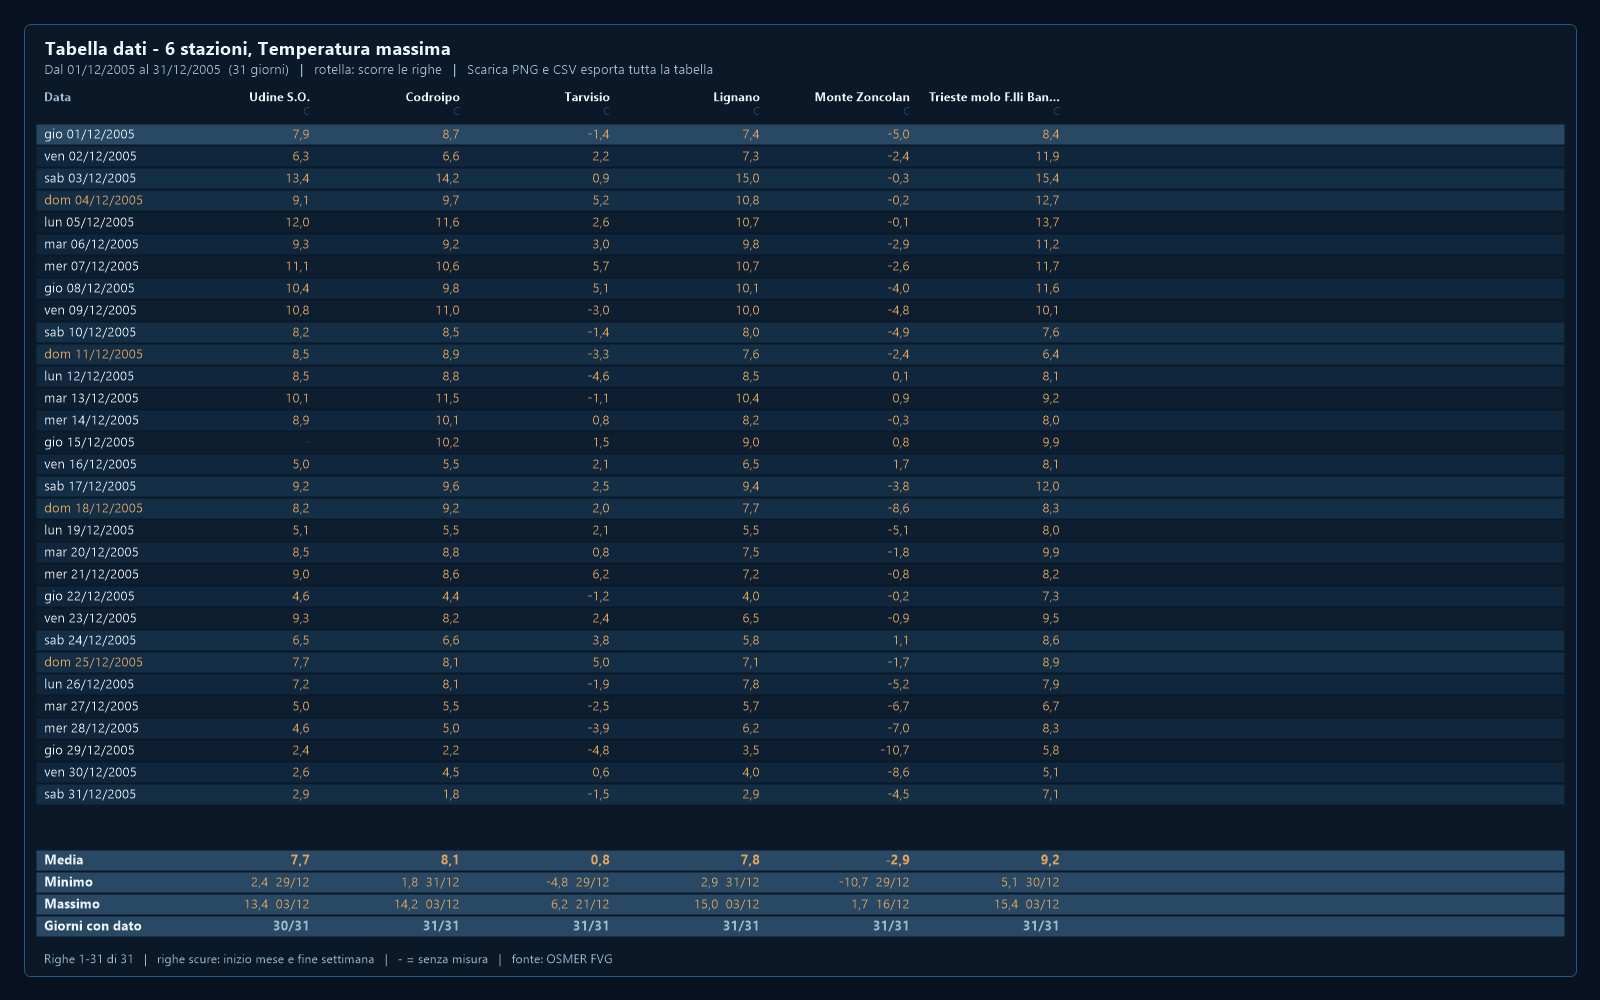 Tabella dati - 6 stazioni, Temperatura massima
Dal 01/12/2005 al 31/12/2005 (31 giorni) | rotella: scorre le righe | Scarica PNG e CSV esporta tutta la tabella
Data Udine S.O. Codroipo Tarvisio Lignano Monte Zoncolan Trieste molo F.lli Ban...
C C C C C C
gio 01/12/2005 7,9 8,7 -1,4 7,4 -5,0 8,4
ven 02/12/2005 6,3 6,6 2,2 7,3 -2,4 11,9
sab 03/12/2005 13,4 14,2 0,9 15,0 -0,3 15,4
dom 04/12/2005 9,1 9,7 5,2 10,8 -0,2 12,7
lun 05/12/2005 12,0 11,6 2,6 10,7 -0,1 13,7
mar 06/12/2005 9,3 9,2 3,0 9,8 -2,9 11,2
mer 07/12/2005 11,1 10,6 5,7 10,7 -2,6 11,7
gio 08/12/2005 10,4 9,8 5,1 10,1 -4,0 11,6
ven 09/12/2005 10,8 11,0 -3,0 10,0 -4,8 10,1
sab 10/12/2005 8,2 8,5 -1,4 8,0 -4,9 7,6
dom 11/12/2005 8,5 8,9 -3,3 7,6 -2,4 6,4
lun 12/12/2005 8,5 8,8 -4,6 8,5 0,1 8,1
mar 13/12/2005 10,1 11,5 -1,1 10,4 0,9 9,2
mer 14/12/2005 8,9 10,1 0,8 8,2 -0,3 8,0
gio 15/12/2005 - 10,2 1,5 9,0 0,8 9,9
ven 16/12/2005 5,0 5,5 2,1 6,5 1,7 8,1
sab 17/12/2005 9,2 9,6 2,5 9,4 -3,8 12,0
dom 18/12/2005 8,2 9,2 2,0 7,7 -8,6 8,3
lun 19/12/2005 5,1 5,5 2,1 5,5 -5,1 8,0
mar 20/12/2005 8,5 8,8 0,8 7,5 -1,8 9,9
mer 21/12/2005 9,0 8,6 6,2 7,2 -0,8 8,2
gio 22/12/2005 4,6 4,4 -1,2 4,0 -0,2 7,3
ven 23/12/2005 9,3 8,2 2,4 6,5 -0,9 9,5
sab 24/12/2005 6,5 6,6 3,8 5,8 1,1 8,6
dom 25/12/2005 7,7 8,1 5,0 7,1 -1,7 8,9
lun 26/12/2005 7,2 8,1 -1,9 7,8 -5,2 7,9
mar 27/12/2005 5,0 5,5 -2,5 5,7 -6,7 6,7
mer 28/12/2005 4,6 5,0 -3,9 6,2 -7,0 8,3
gio 29/12/2005 2,4 2,2 -4,8 3,5 -10,7 5,8
ven 30/12/2005 2,6 4,5 0,6 4,0 -8,6 5,1
sab 31/12/2005 2,9 1,8 -1,5 2,9 -4,5 7,1
Media 7,7 8,1 0,8 7,8 -2,9 9,2
Minimo 2,4 29/12 1,8 31/12 -4,8 29/12 2,9 31/12 -10,7 29/12 5,1 30/12
Massimo 13,4 03/12 14,2 03/12 6,2 21/12 15,0 03/12 1,7 16/12 15,4 03/12
Giorni con dato 30/31 31/31 31/31 31/31 31/31 31/31
Righe 1-31 di 31 | righe scure: inizio mese e fine settimana | - = senza misura | fonte: OSMER FVG